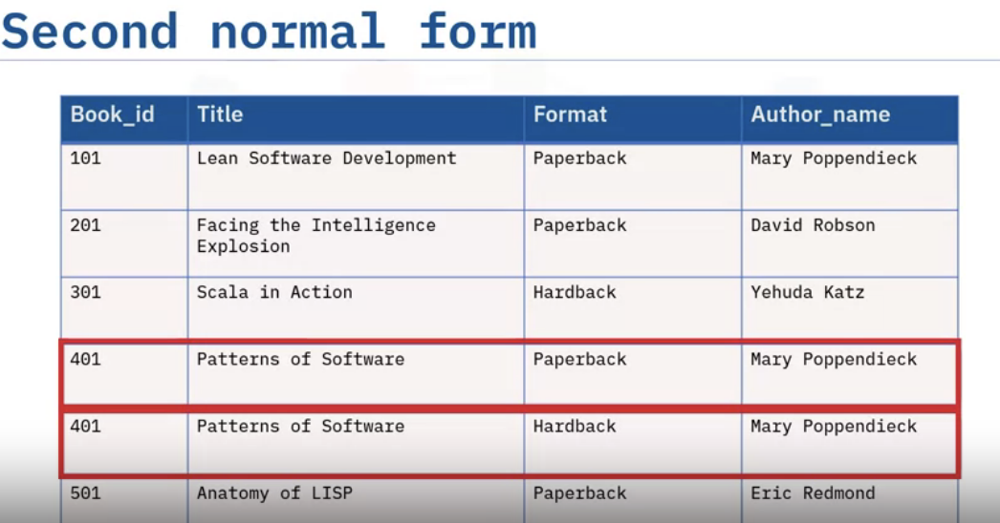 Second normal form
Book_id Title Format Author_name
101 Lean Software Development Paperback Mary Poppendieck
201 Facing the Intelligence Paperback David Robson
Explosion
301 Scala in Action Hardback Yehuda Katz
401 Patterns of Software Paperback Mary Poppendieck
401 Patterns of Software Hardback Mary Poppendieck
501 Anatomy of LISP Paperback Eric Redmond